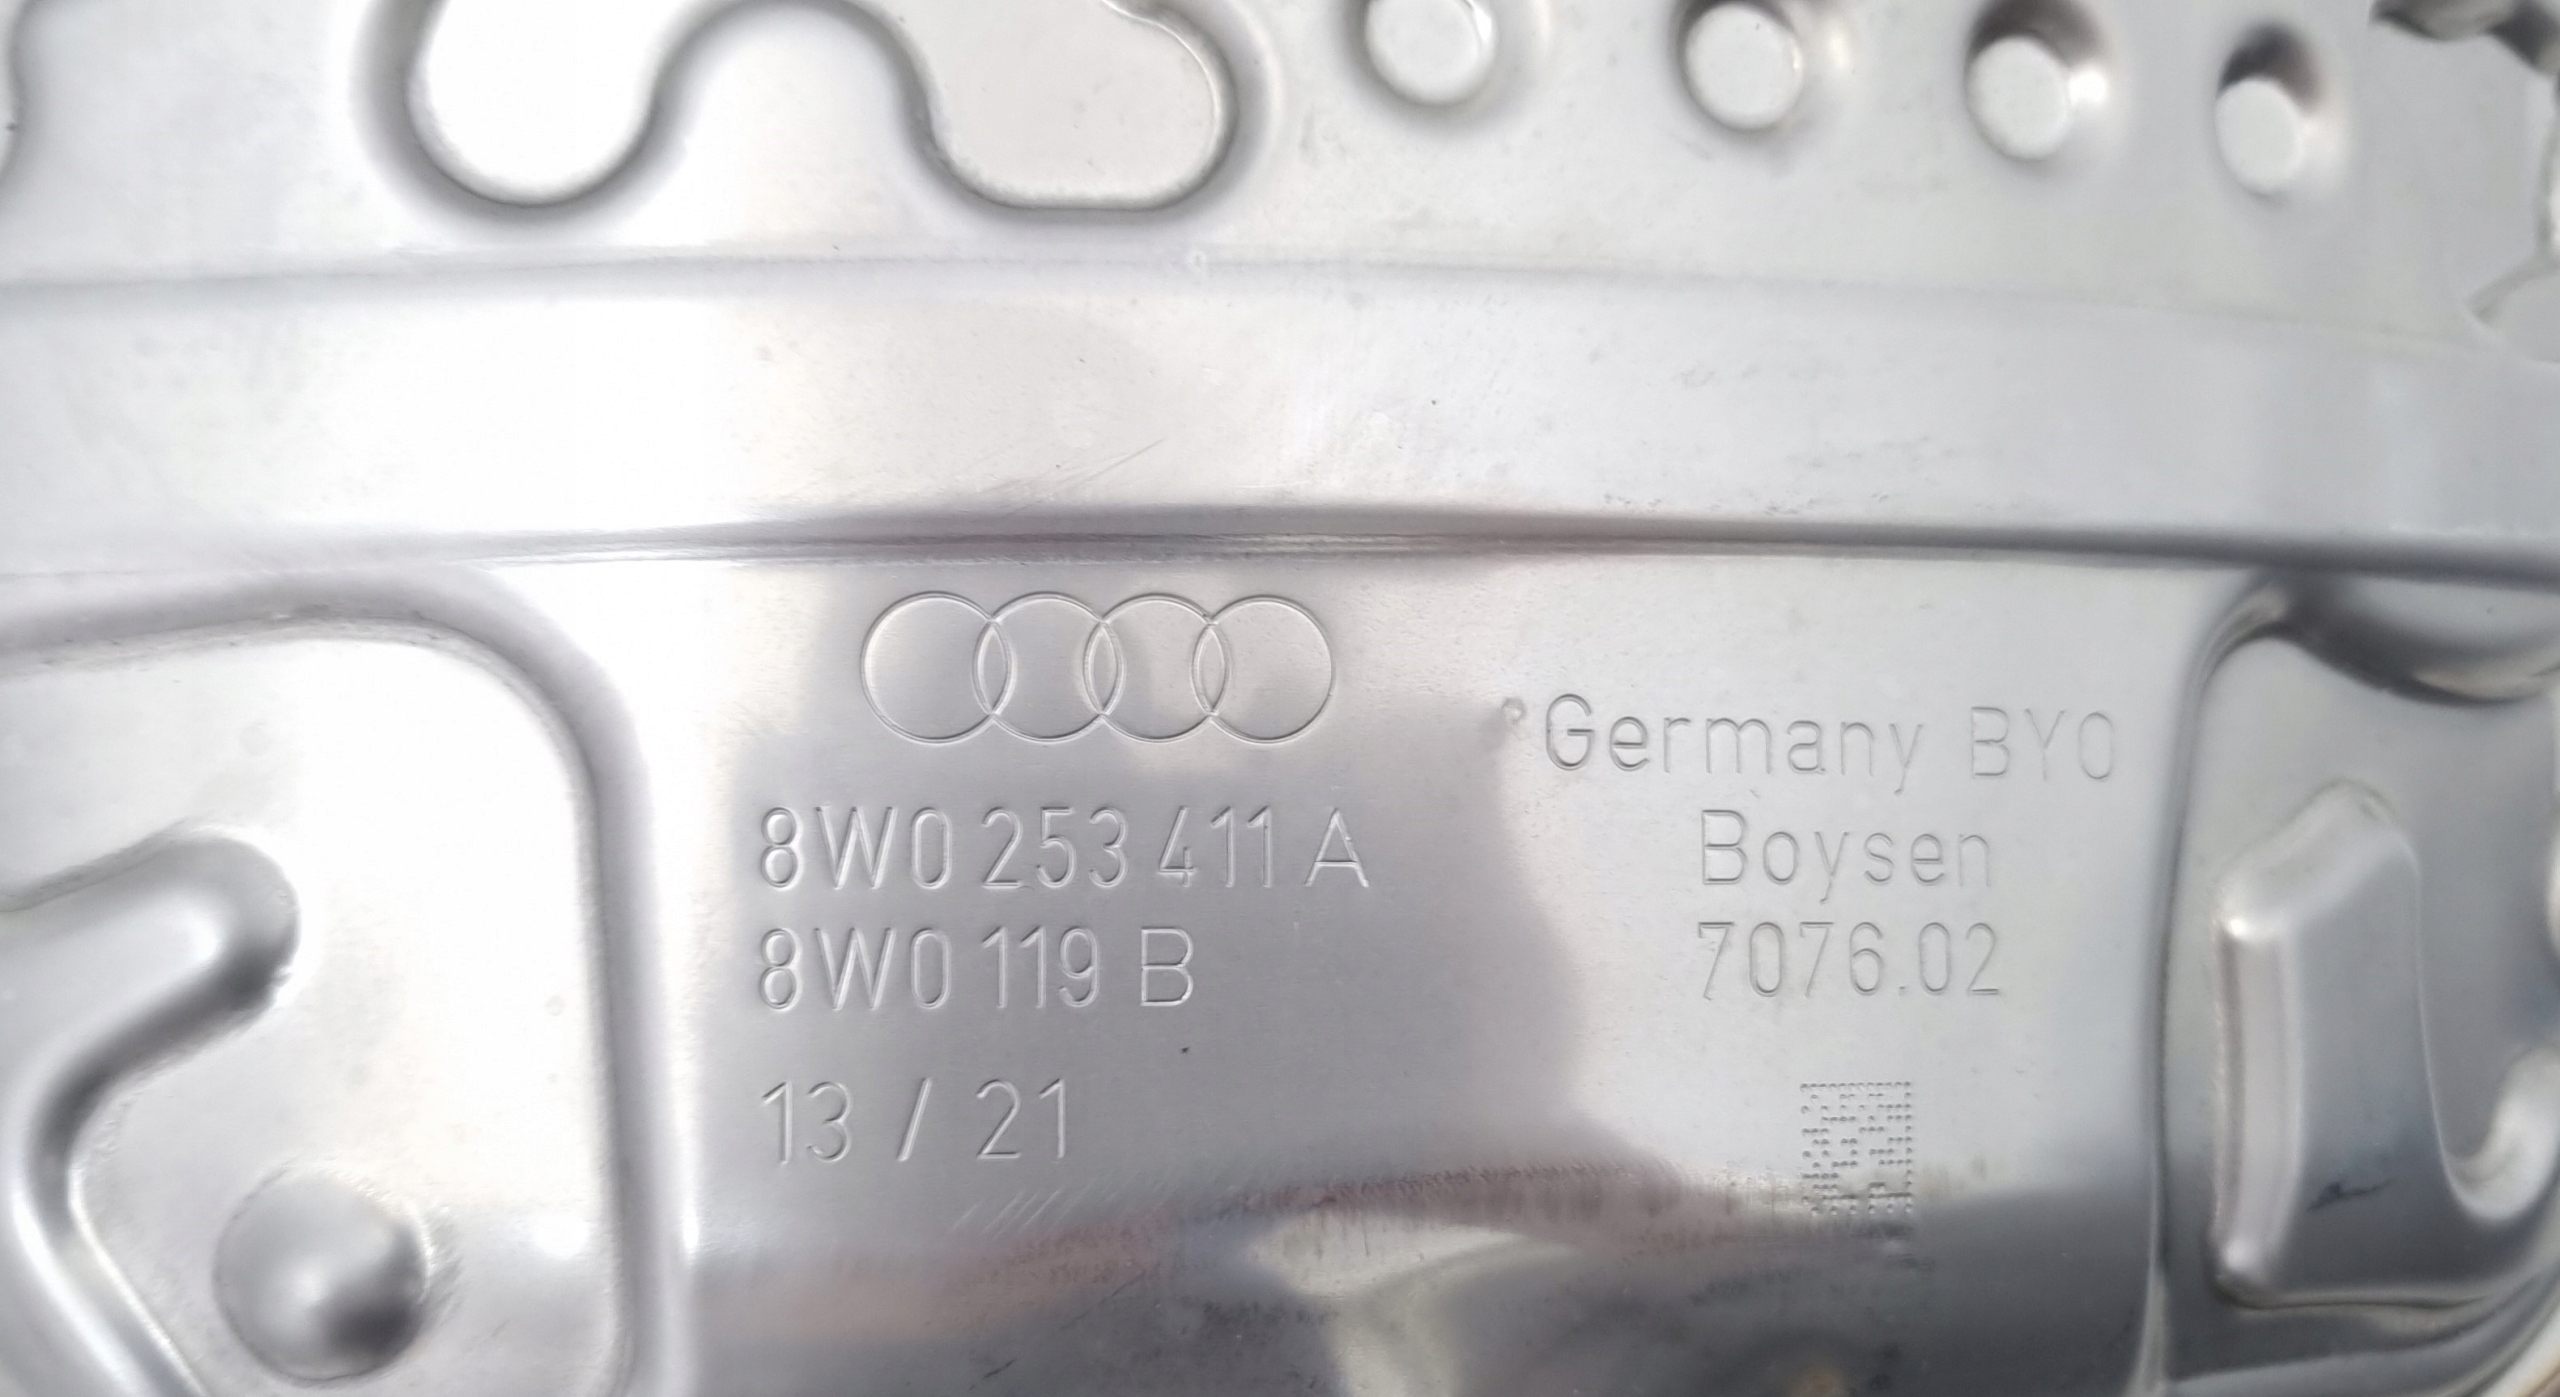 8W0 253 411 A
8W0 119 B
13 / 21
Germany BYO
Boysen
7076.02